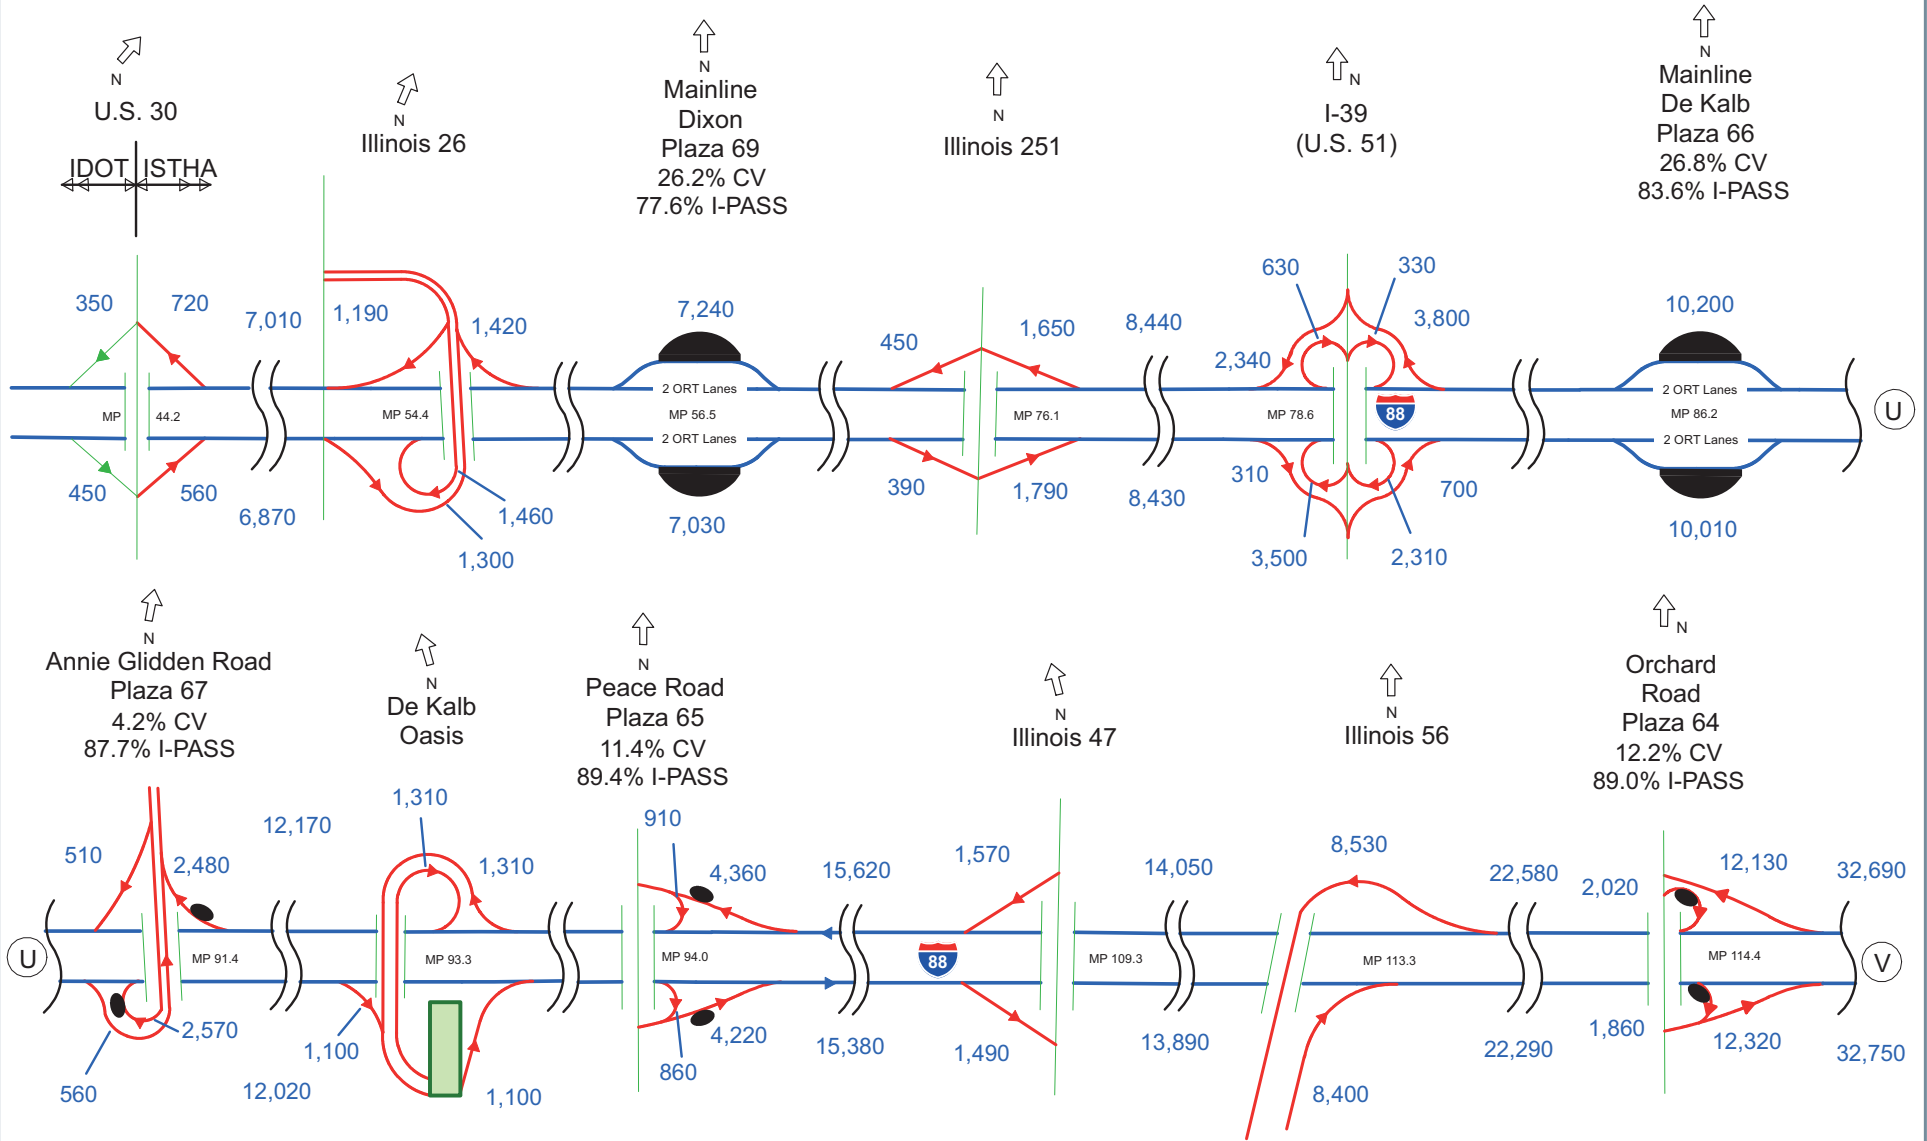 N
U.S. 30
IDOT ISTHA
N
Illinois 26
N
Mainline
Dixon
Plaza 69
26.2% CV
77.6% I-PASS
N
Illinois 251
N
I-39
(U.S. 51)
N
Mainline
De Kalb
Plaza 66
26.8% CV
83.6% I-PASS
350 720 7,010 1,190 1,420 7,240 450 1,650 8,440 2,340 630 330 3,800 10,200
2 ORT Lanes
2 ORT Lanes
MP 44.2
MP 54.4
MP 56.5
MP 76.1
MP 78.6
88
MP 86.2
U
2 ORT Lanes
2 ORT Lanes
450 560 6,870 1,300 1,460 7,030 390 1,790 8,430 310 3,500 2,310 700 10,010
N
Annie Glidden Road
Plaza 67
4.2% CV
87.7% I-PASS
N
De Kalb
Oasis
N
Peace Road
Plaza 65
11.4% CV
89.4% I-PASS
N
Illinois 47
N
Illinois 56
N
Orchard
Road
Plaza 64
12.2% CV
89.0% I-PASS
510 2,480 12,170 1,310 1,310 910 4,360 15,620 1,570 14,050 8,530 22,580 2,020 12,130 32,690
U
MP 91.4
MP 93.3
MP 94.0
88
MP 109.3
MP 113.3
MP 114.4
V
560 2,570 12,020 1,100 1,100 860 4,220 15,380 1,490 13,890 8,400 22,290 1,860 12,320 32,750